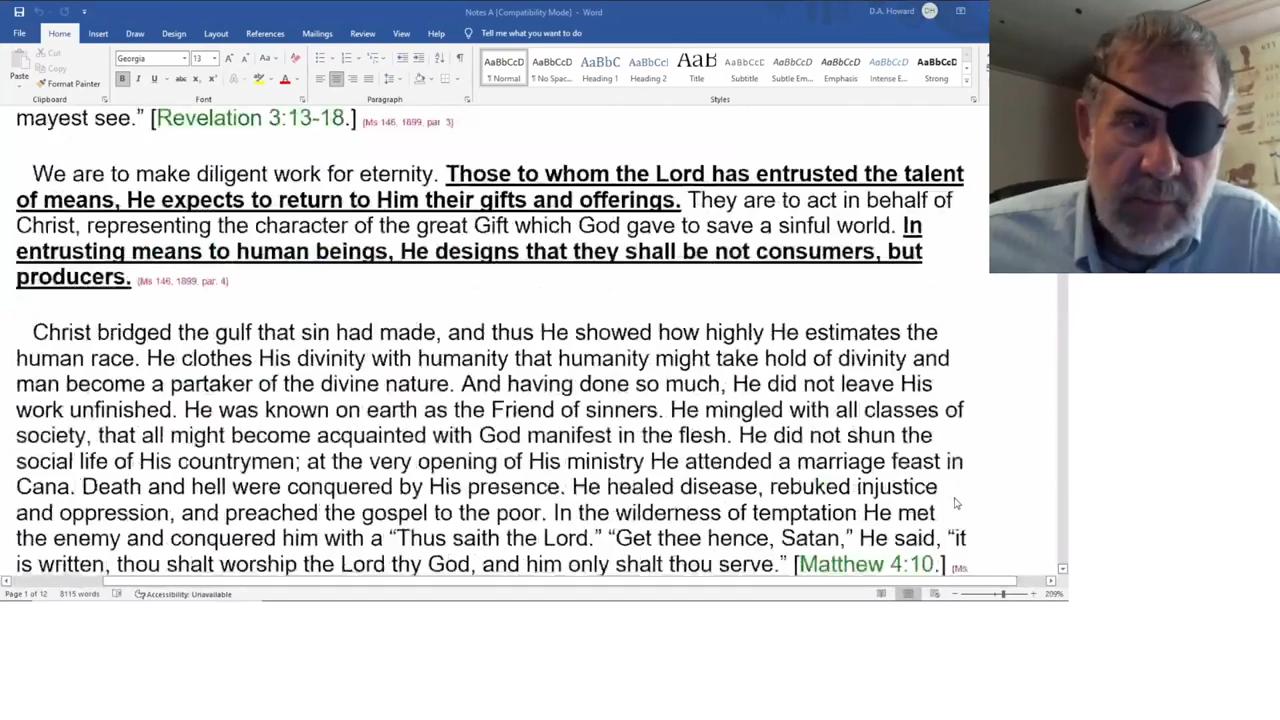 Notes A [Compatibility Mode] - Word
D.A. Howard DH
File Home Insert Draw Design Layout References Mailings Review View Help Tell me what you want to do
Paste
Cut
Copy
Format Painter
Clipboard
Georgia 13
Font
Paragraph
AaBbCcD AaBbCcD AaBbCc AaBbCcI AaB AaBbCcD AaBbCcD AaBbCcD AaBbCcD AaBbCcD
¶ Normal ¶ No Spac... Heading 1 Heading 2 Title Subtitle Subtle Em... Emphasis Intense E... Strong
Styles
mayest see.” [Revelation 3:13-18.] {Ms 146, 1899, par. 3}
We are to make diligent work for eternity. Those to whom the Lord has entrusted the talent
of means, He expects to return to Him their gifts and offerings. They are to act in behalf of
Christ, representing the character of the great Gift which God gave to save a sinful world. In
entrusting means to human beings, He designs that they shall be not consumers, but
producers. {Ms 146, 1899, par. 4}
Christ bridged the gulf that sin had made, and thus He showed how highly He estimates the
human race. He clothes His divinity with humanity that humanity might take hold of divinity and
man become a partaker of the divine nature. And having done so much, He did not leave His
work unfinished. He was known on earth as the Friend of sinners. He mingled with all classes of
society, that all might become acquainted with God manifest in the flesh. He did not shun the
social life of His countrymen; at the very opening of His ministry He attended a marriage feast in
Cana. Death and hell were conquered by His presence. He healed disease, rebuked injustice
and oppression, and preached the gospel to the poor. In the wilderness of temptation He met
the enemy and conquered him with a “Thus saith the Lord.” “Get thee hence, Satan,” He said, “it
is written, thou shalt worship the Lord thy God, and him only shalt thou serve.” [Matthew 4:10.] {Ms
Page 1 of 12 8115 words Accessibility: Unavailable 209%